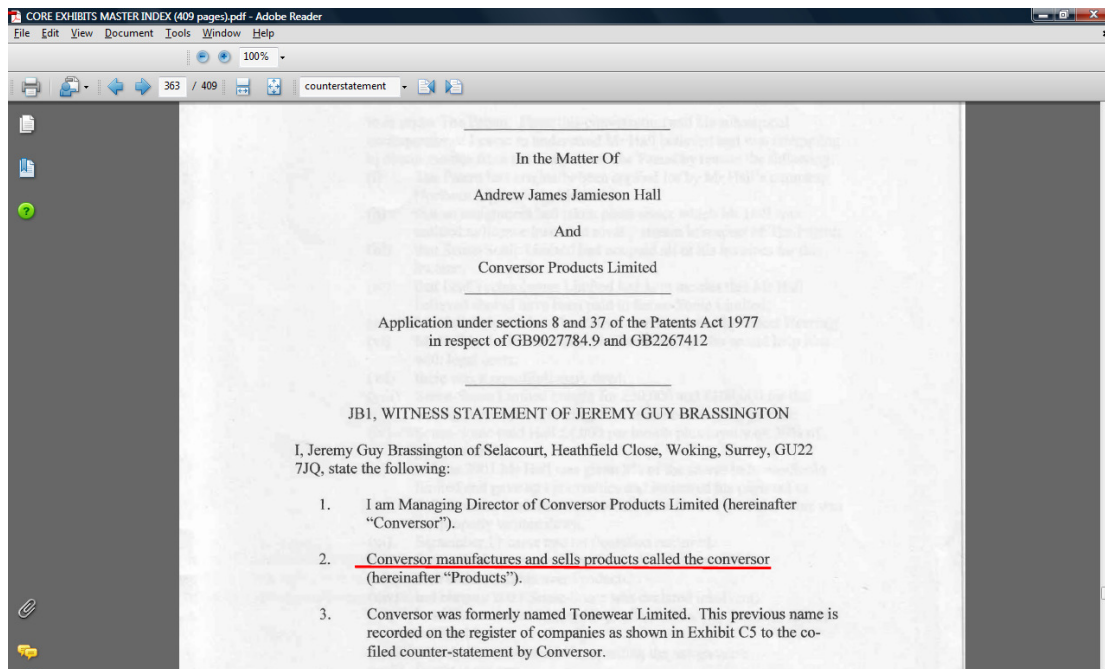 CORE EXHIBITS MASTER INDEX (409 pages).pdf - Adobe Reader
File Edit View Document Tools Window Help
100%
363 / 409
counterstatement
In the Matter Of
Andrew James Jamieson Hall
And
Conversor Products Limited
Application under sections 8 and 37 of the Patents Act 1977
in respect of GB9027784.9 and GB2267412
JB1, WITNESS STATEMENT OF JEREMY GUY BRASSINGTON
I, Jeremy Guy Brassington of Selacourt, Heathfield Close, Woking, Surrey, GU22
7JQ, state the following:
1. I am Managing Director of Conversor Products Limited (hereinafter
“Conversor”).
2. Conversor manufactures and sells products called the conversor
(hereinafter “Products”).
3. Conversor was formerly named Tonewear Limited. This previous name is
recorded on the register of companies as shown in Exhibit C5 to the co-
filed counter-statement by Conversor.